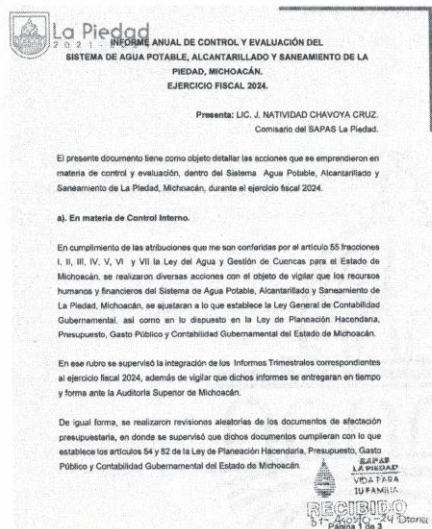 La Piedad
2 0 2 1 -
INFORME ANUAL DE CONTROL Y EVALUACIÓN DEL
SISTEMA DE AGUA POTABLE, ALCANTARILLADO Y SANEAMIENTO DE LA
PIEDAD, MICHOACÁN.
EJERCICIO FISCAL 2024.
Presenta: LIC. J. NATIVIDAD CHAVOYA CRUZ.
Comisario del SAPAS La Piedad.
El presente documento tiene como objeto detallar las acciones que se emprendieron en
materia de control y evaluación, dentro del Sistema Agua Potable, Alcantarillado y
Saneamiento de La Piedad, Michoacán, durante el ejercicio fiscal 2024.
a). En materia de Control Interno.
En cumplimiento de las atribuciones que me son conferidas por el artículo 55 fracciones
I, II, III, IV, V, VI y VII la Ley del Agua y Gestión de Cuencas para el Estado de
Michoacán, se realizaron diversas acciones con el objeto de vigilar que los recursos
humanos y financieros del Sistema de Agua Potable, Alcantarillado y Saneamiento de
La Piedad, Michoacán, se ajustaran a lo que establece la Ley General de Contabilidad
Gubernamental, así como en lo dispuesto en la Ley de Planeación Hacendaria,
Presupuesto, Gasto Público y Contabilidad Gubernamental del Estado de Michoacán.
En ese rubro se supervisó la integración de los Informes Trimestrales correspondientes
al ejercicio fiscal 2024, además de vigilar que dichos informes se entregaran en tiempo
y forma ante la Auditoria Superior de Michoacán.
De igual forma, se realizaron revisiones aleatorias de los documentos de afectación
presupuestaria, en donde se supervisó que dichos documentos cumplieran con lo que
establece los artículos 54 y 82 de la Ley de Planeación Hacendaria, Presupuesto, Gasto
Público y Contabilidad Gubernamental del Estado de Michoacán.
SAPAS
LA PIEDAD
VIDA PARA
TU FAMILIA
RECIBIDO
Página 1 de 3